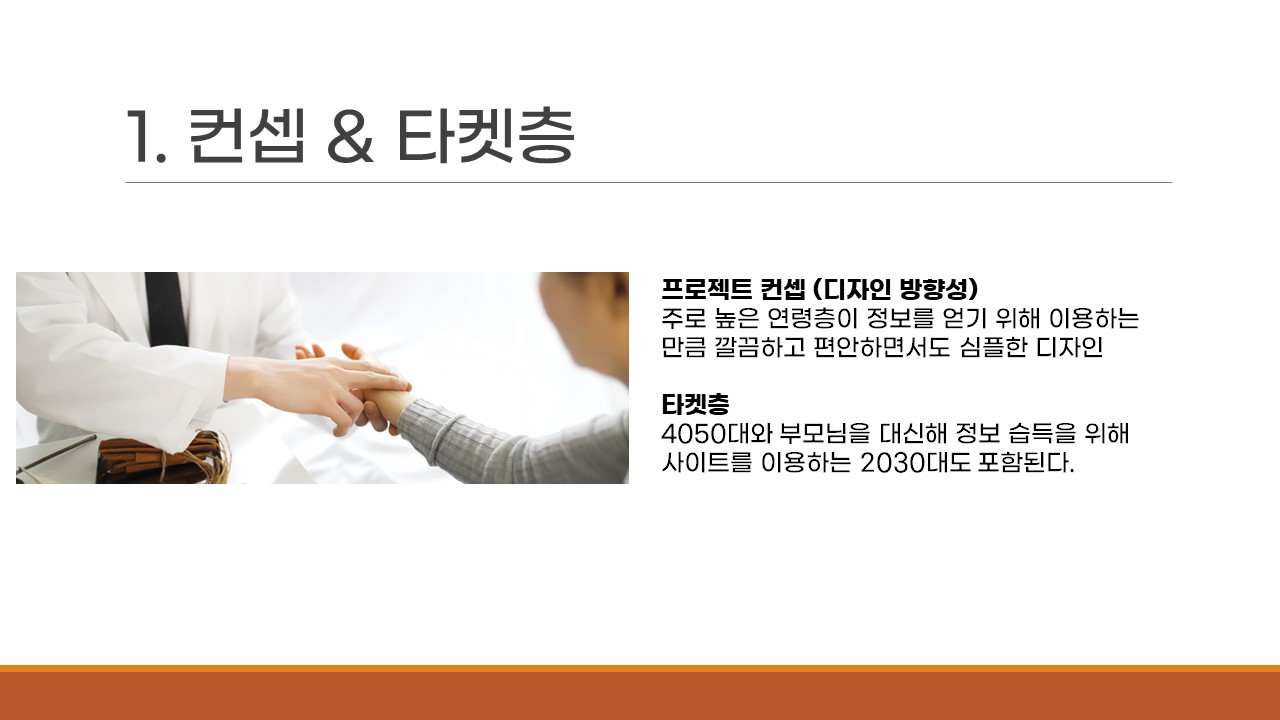 1. 컨셉 & 타켓층
프로젝트 컨셉 (디자인 방향성)
주로 높은 연령층이 정보를 얻기 위해 이용하는
만큼 깔끔하고 편안하면서도 심플한 디자인
타켓층
4050대와 부모님을 대신해 정보 습득을 위해
사이트를 이용하는 2030대도 포함된다.